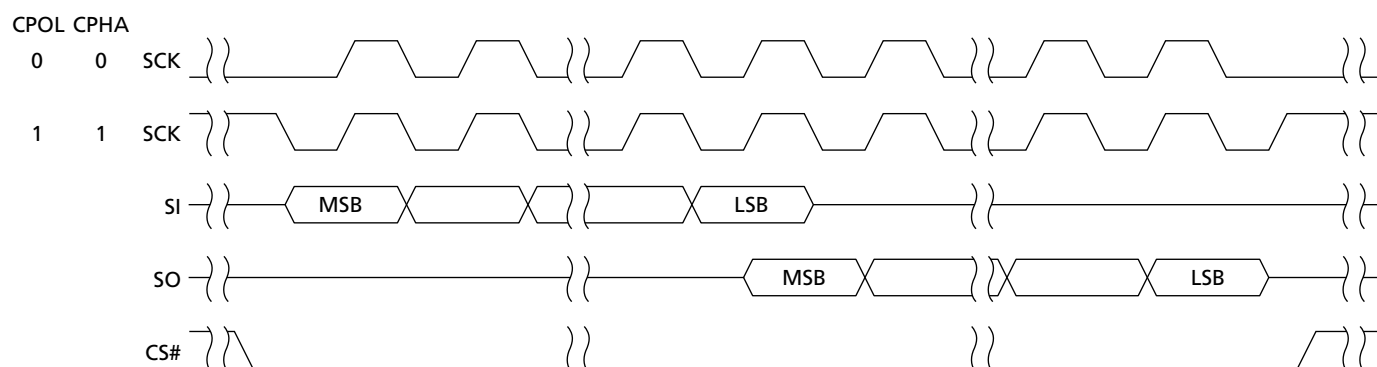 CPOL CPHA
0 0 SCK
1 1 SCK
SI MSB LSB
SO MSB LSB
CS#